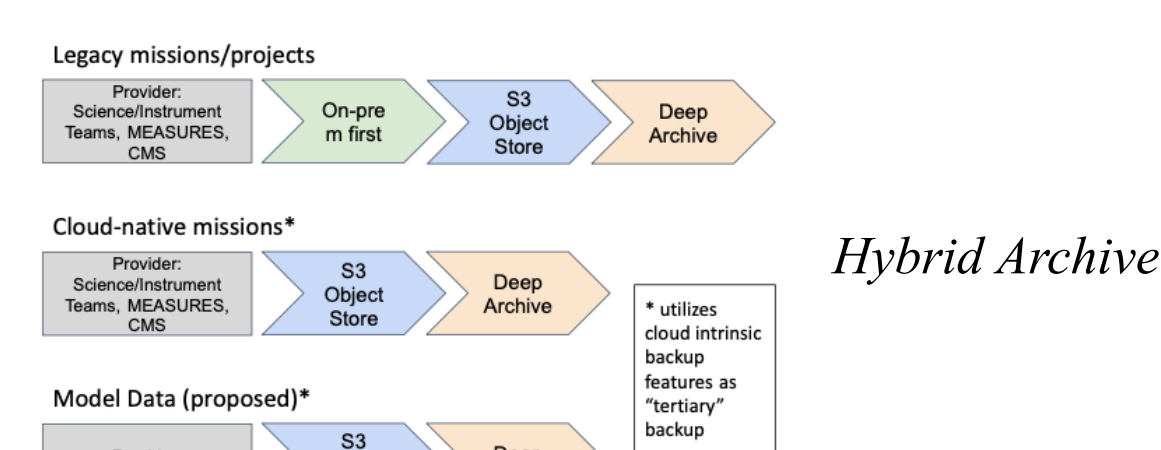 Legacy missions/projects
Provider:
Science/Instrument
Teams, MEASURES,
CMS
On-pre
m first
S3
Object
Store
Deep
Archive
Cloud-native missions*
Provider:
Science/Instrument
Teams, MEASURES,
CMS
S3
Object
Store
Deep
Archive
Hybrid Archive
* utilizes
cloud intrinsic
backup
features as
“tertiary”
backup
Model Data (proposed)*
S3